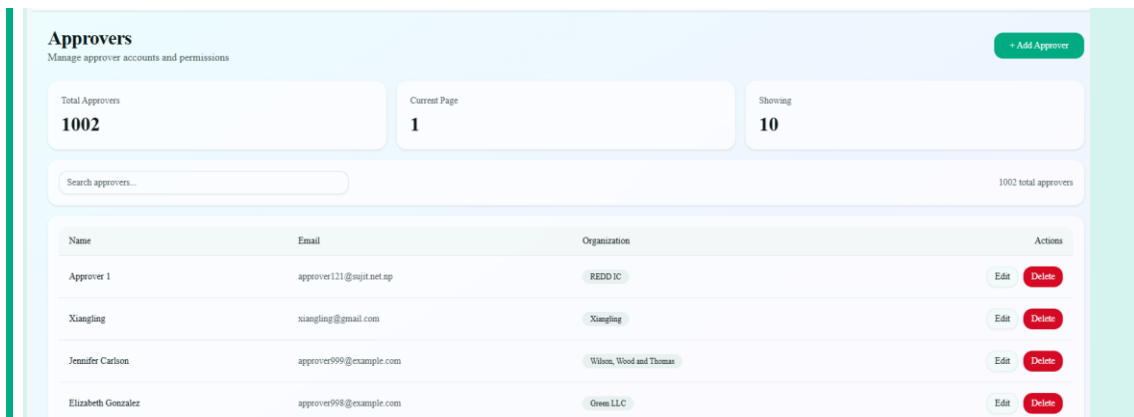 Approvers
Manage approver accounts and permissions
+ Add Approver
Total Approvers
1002
Current Page
1
Showing
10
Search approvers...
1002 total approvers
Name Email Organization Actions
Approver 1 approver121@sujit.net.np REDD IC Edit Delete
Xiangling xiangling@gmail.com Xiangling Edit Delete
Jennifer Carlson approver999@example.com Wilson, Wood and Thomas Edit Delete
Elizabeth Gonzalez approver998@example.com Green LLC Edit Delete